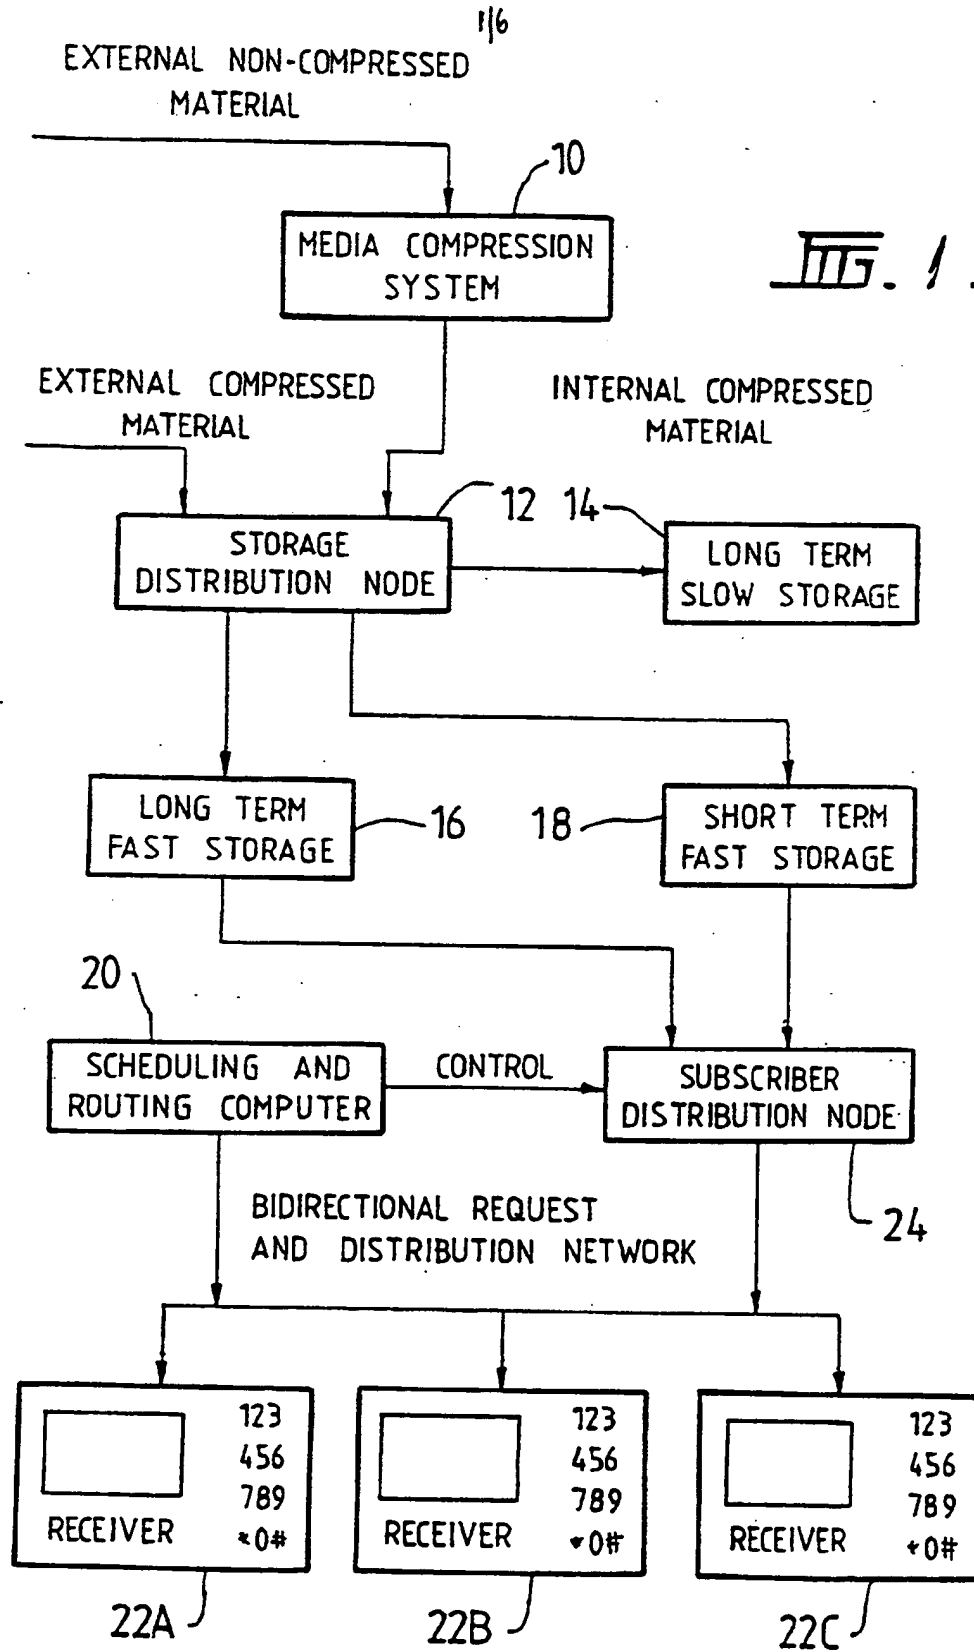 1/6
EXTERNAL NON-COMPRESSED
MATERIAL
10
MEDIA COMPRESSION
SYSTEM
FIG. 1.
EXTERNAL COMPRESSED
MATERIAL
INTERNAL COMPRESSED
MATERIAL
12
14
STORAGE
DISTRIBUTION NODE
LONG TERM
SLOW STORAGE
LONG TERM
FAST STORAGE
16
18
SHORT TERM
FAST STORAGE
20
SCHEDULING AND
ROUTING COMPUTER
CONTROL
SUBSCRIBER
DISTRIBUTION NODE
24
BIDIRECTIONAL REQUEST
AND DISTRIBUTION NETWORK
123
456
789
*0#
RECEIVER
22A
123
456
789
*0#
RECEIVER
22B
123
456
789
*0#
RECEIVER
22C